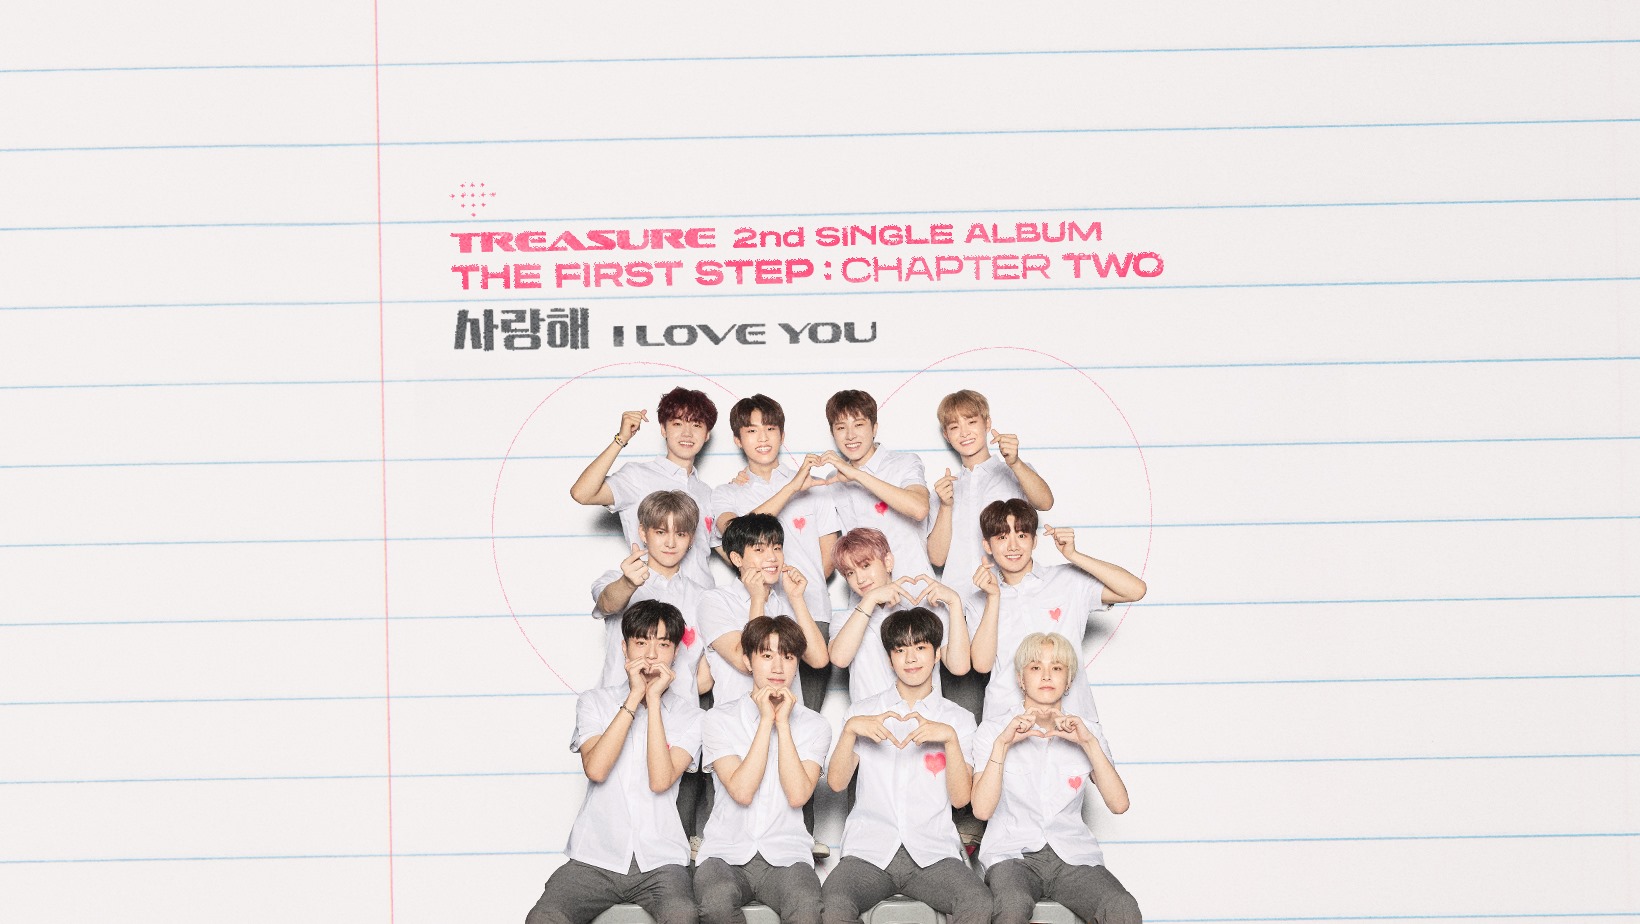 TREASURE 2nd SINGLE ALBUM
THE FIRST STEP : CHAPTER TWO
사랑해 I LOVE YOU